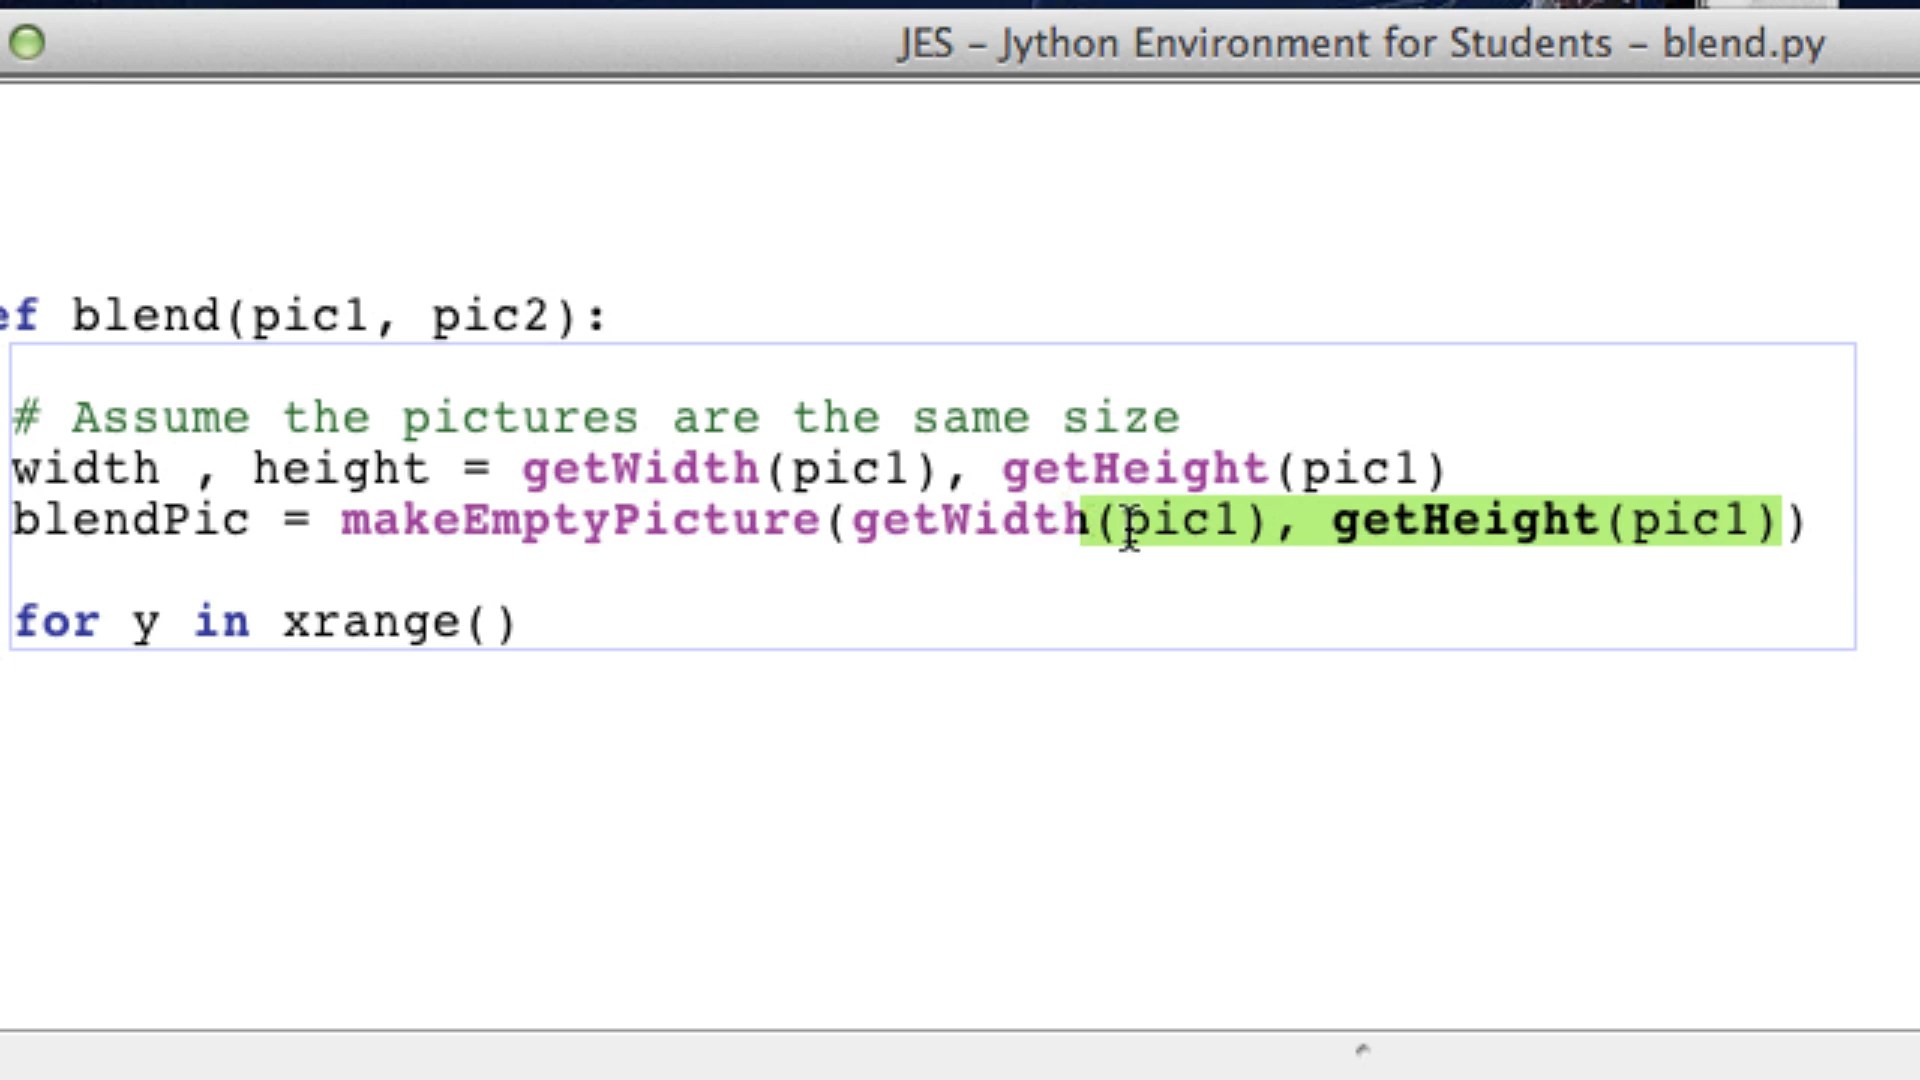 JES – Jython Environment for Students – blend.py
ef blend(pic1, pic2):
# Assume the pictures are the same size
width , height = getWidth(pic1), getHeight(pic1)
blendPic = makeEmptyPicture(getWidth(pic1), getHeight(pic1))
for y in xrange()